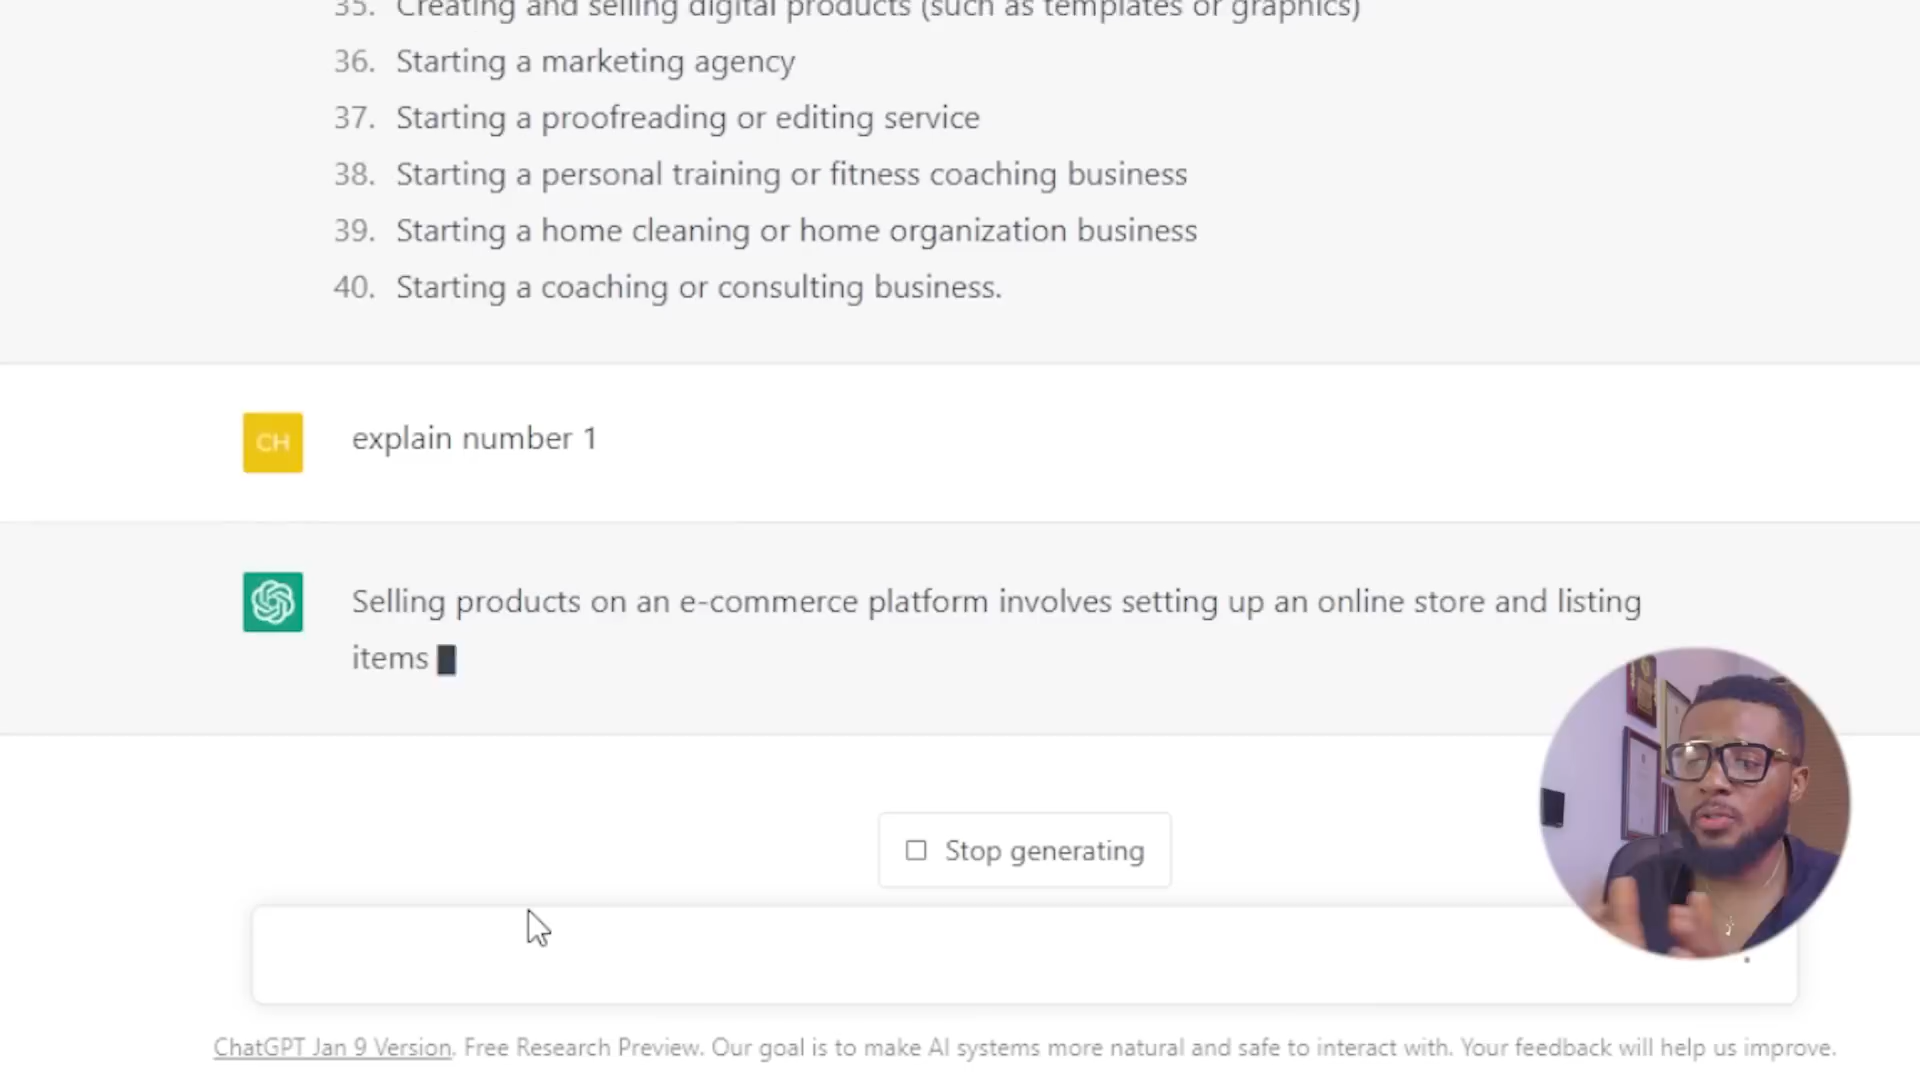 35. Creating and selling digital products (such as templates or graphics)
36. Starting a marketing agency
37. Starting a proofreading or editing service
38. Starting a personal training or fitness coaching business
39. Starting a home cleaning or home organization business
40. Starting a coaching or consulting business.
CH explain number 1
Selling products on an e-commerce platform involves setting up an online store and listing
items
Stop generating
ChatGPT Jan 9 Version. Free Research Preview. Our goal is to make AI systems more natural and safe to interact with. Your feedback will help us improve.